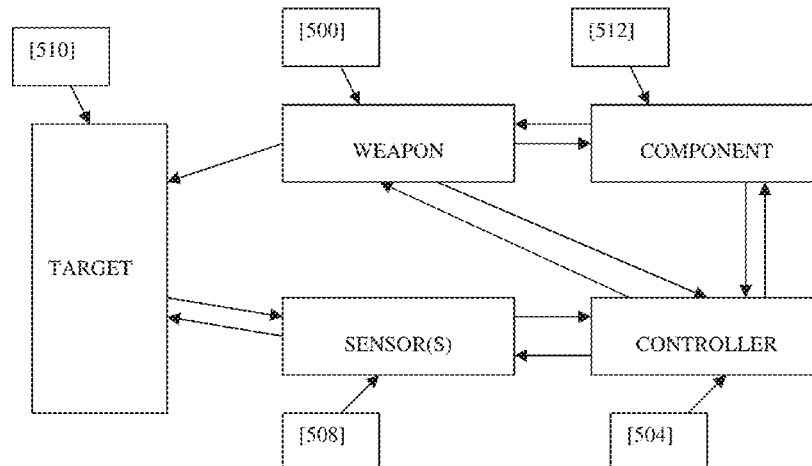 [510]
[500]
[512]
WEAPON
COMPONENT
TARGET
SENSOR(S)
CONTROLLER
[508]
[504]